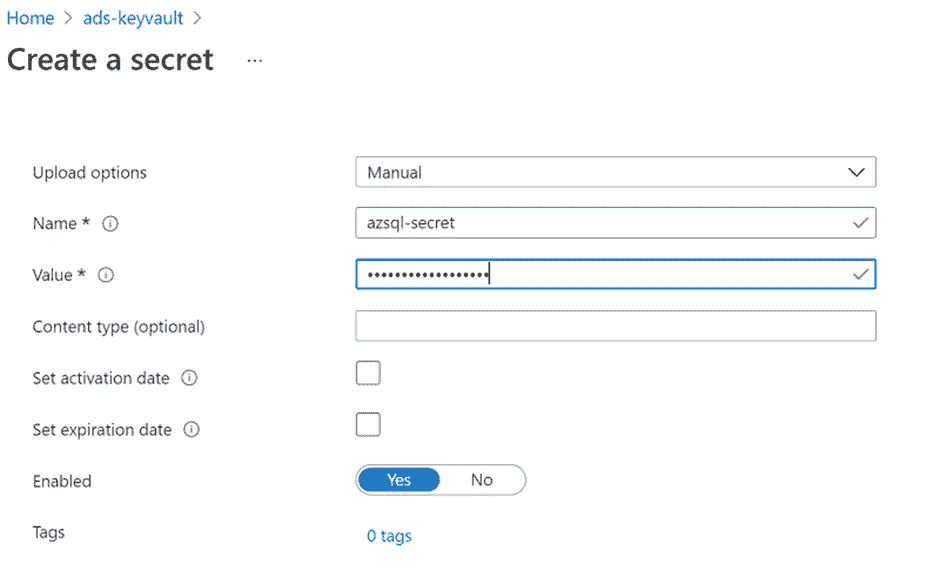 Home > ads-keyvault >
Create a secret ...
Upload options Manual
Name * azsql-secret
Value * ••••••••••••••••••
Content type (optional)
Set activation date
Set expiration date
Enabled Yes No
Tags 0 tags